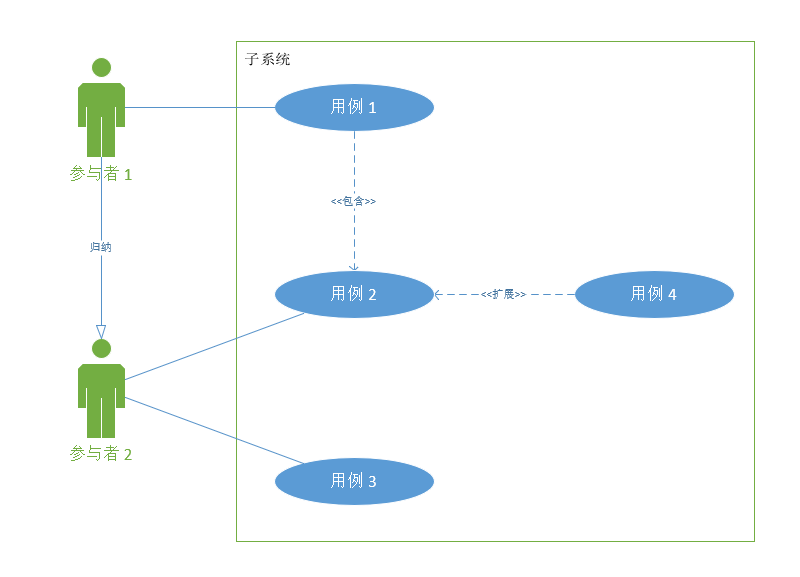 子系统
用例 1
参与者 1
<<包含>>
归纳
用例 2
<<扩展>>
用例 4
参与者 2
用例 3